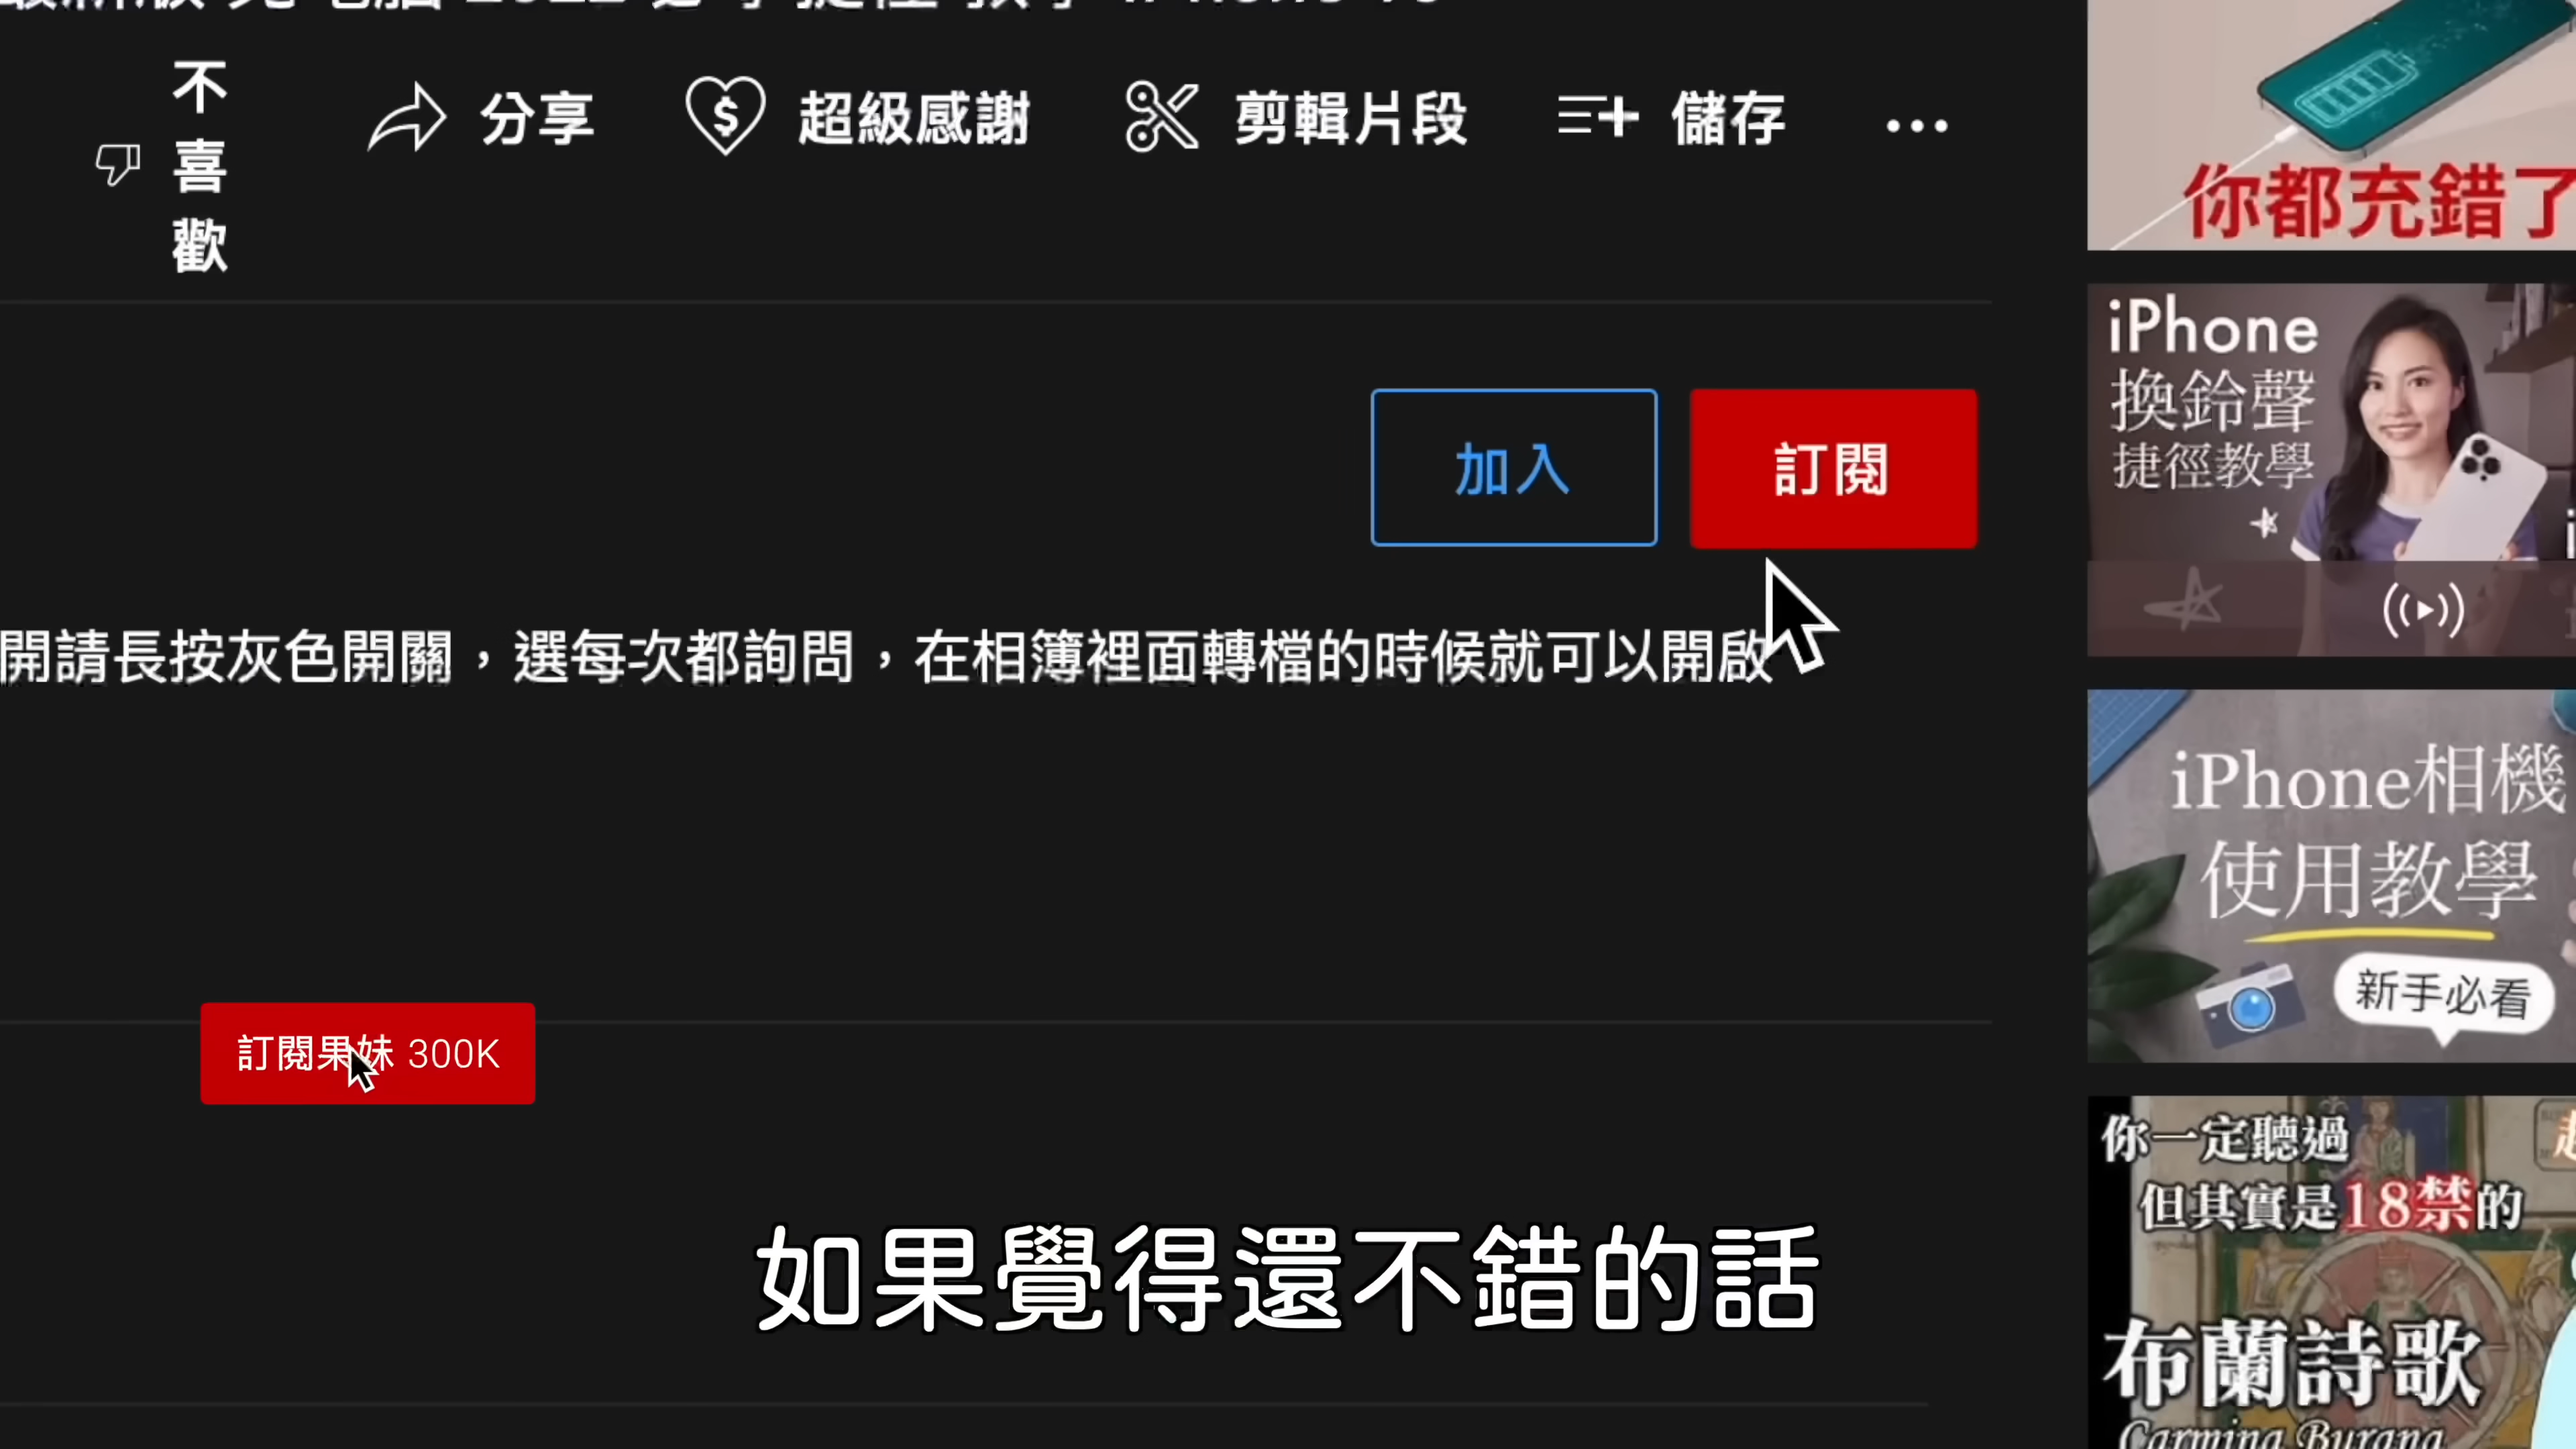 不喜歡
分享
超級感謝
剪輯片段
儲存
加入
訂閱
開請長按灰色開關，選每次都詢問，在相簿裡面轉檔的時候就可以開啟
訂閱果妹 300K
如果覺得還不錯的話
你都充錯了
iPhone
換鈴聲
捷徑教學
iPhone相機
使用教學
新手必看
你一定聽過
但其實是18禁的
布蘭詩歌
Carmina Burana